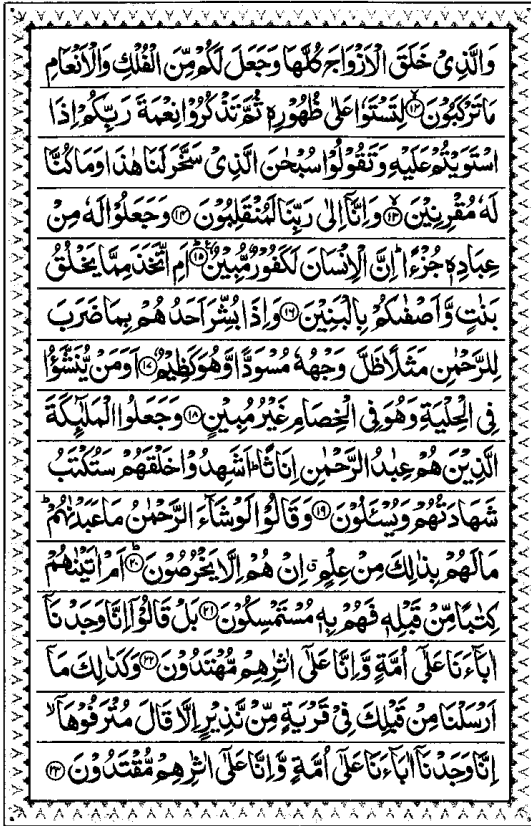 وَالَّذِیْ خَلَقَ الْاَزْوَاجَ كُلَّهَا وَجَعَلَ لَكُمْ مِّنَ الْفُلْكِ وَالْاَنْعَامِ
مَا تَرْكَبُوْنَ ۙ﴿۱۲﴾ لِتَسْتَوٗا عَلٰی ظُهُوْرِهٖ ثُمَّ تَذْكُرُوْا نِعْمَةَ رَبِّكُمْ اِذَا
اسْتَوَیْتُمْ عَلَیْهِ وَتَقُوْلُوْا سُبْحٰنَ الَّذِیْ سَخَّرَ لَنَا هٰذَا وَمَا كُنَّا
لَهٗ مُقْرِنِیْنَ ۙ﴿۱۳﴾ وَاِنَّاۤ اِلٰی رَبِّنَا لَمُنْقَلِبُوْنَ ﴿۱۴﴾ وَجَعَلُوْا لَهٗ مِنْ
عِبَادِهٖ جُزْءًا ؕ اِنَّ الْاِنْسَانَ لَكَفُوْرٌ مُّبِیْنٌ ؕ﴿۱۵﴾ اَمِ اتَّخَذَ مِمَّا یَخْلُقُ
بَنٰتٍ وَّاَصْفٰىكُمْ بِالْبَنِیْنَ ﴿۱۶﴾ وَاِذَا بُشِّرَ اَحَدُهُمْ بِمَا ضَرَبَ
لِلرَّحْمٰنِ مَثَلًا ظَلَّ وَجْهُهٗ مُسْوَدًّا وَّهُوَ كَظِیْمٌ ﴿۱۷﴾ اَوَمَنْ یُّنَشَّؤُا
فِی الْحِلْیَةِ وَهُوَ فِی الْخِصَامِ غَیْرُ مُبِیْنٍ ﴿۱۸﴾ وَجَعَلُوا الْمَلٰٓىِٕكَةَ
الَّذِیْنَ هُمْ عِبٰدُ الرَّحْمٰنِ اِنَاثًا ؕ اَشَهِدُوْا خَلْقَهُمْ ؕ سَتُكْتَبُ
شَهَادَتُهُمْ وَیُسْـَٔلُوْنَ ﴿۱۹﴾ وَقَالُوْا لَوْ شَآءَ الرَّحْمٰنُ مَا عَبَدْنٰهُمْ ؕ
مَا لَهُمْ بِذٰلِكَ مِنْ عِلْمٍ ۗ اِنْ هُمْ اِلَّا یَخْرُصُوْنَ ؕ﴿۲۰﴾ اَمْ اٰتَیْنٰهُمْ
كِتٰبًا مِّنْ قَبْلِهٖ فَهُمْ بِهٖ مُسْتَمْسِكُوْنَ ﴿۲۱﴾ بَلْ قَالُوْۤا اِنَّا وَجَدْنَاۤ
اٰبَآءَنَا عَلٰۤی اُمَّةٍ وَّاِنَّا عَلٰۤی اٰثٰرِهِمْ مُّهْتَدُوْنَ ﴿۲۲﴾ وَكَذٰلِكَ مَاۤ
اَرْسَلْنَا مِنْ قَبْلِكَ فِیْ قَرْیَةٍ مِّنْ نَّذِیْرٍ اِلَّا قَالَ مُتْرَفُوْهَاۤ ۙ
اِنَّا وَجَدْنَاۤ اٰبَآءَنَا عَلٰۤی اُمَّةٍ وَّاِنَّا عَلٰۤی اٰثٰرِهِمْ مُّقْتَدُوْنَ ﴿۲۳﴾